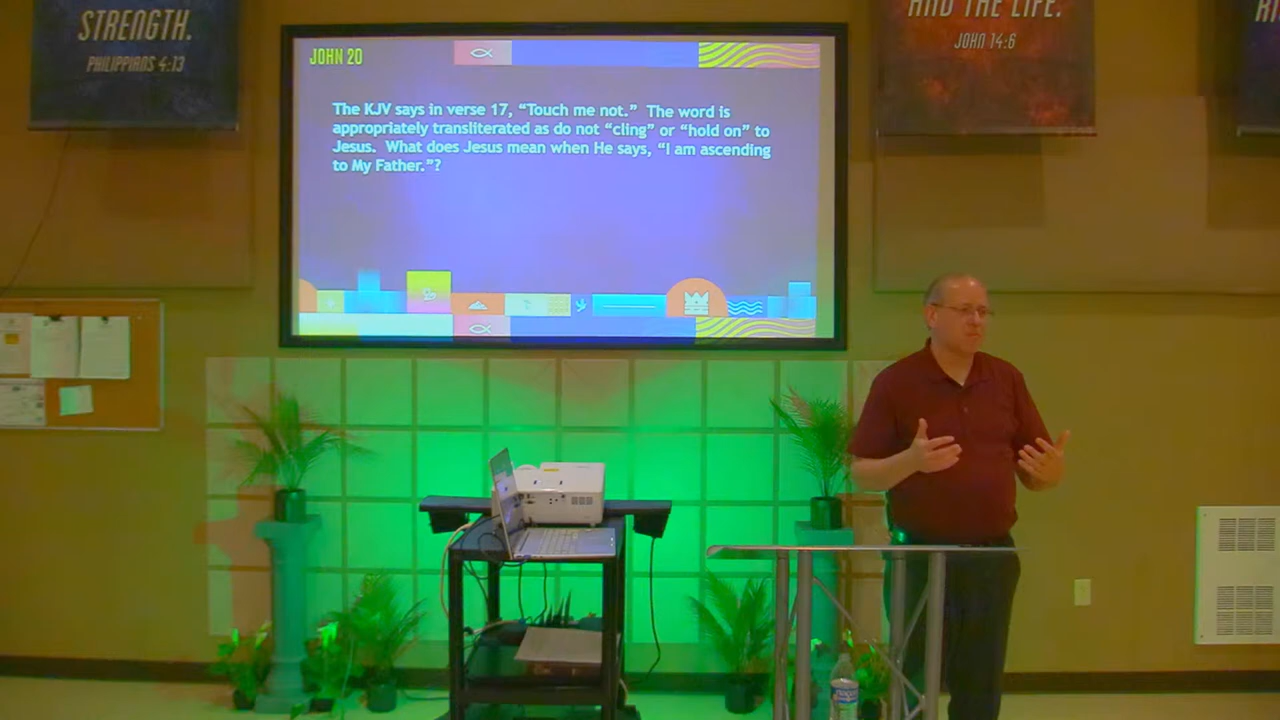 STRENGTH.
PHILIPPIANS 4:13
AND THE LIFE.
JOHN 14:6
JOHN 20
The KJV says in verse 17, “Touch me not.” The word is
appropriately transliterated as do not “cling” or “hold on” to
Jesus. What does Jesus mean when He says, “I am ascending
to My Father.”?